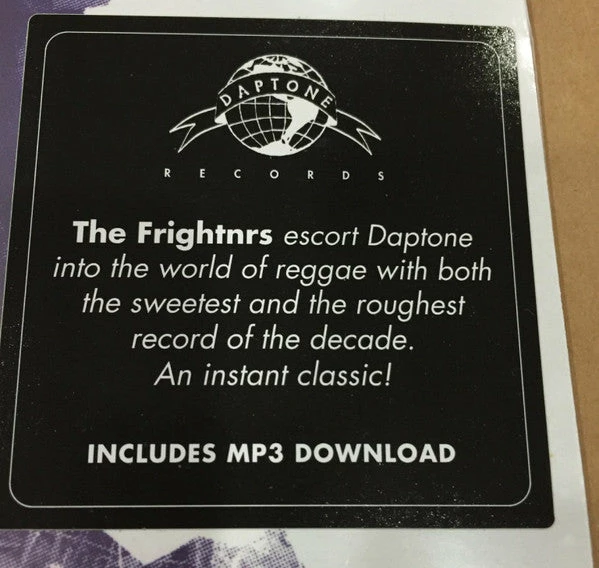 DAPTONE
RECORDS
The Frightnrs escort Daptone
into the world of reggae with both
the sweetest and the roughest
record of the decade.
An instant classic!
INCLUDES MP3 DOWNLOAD